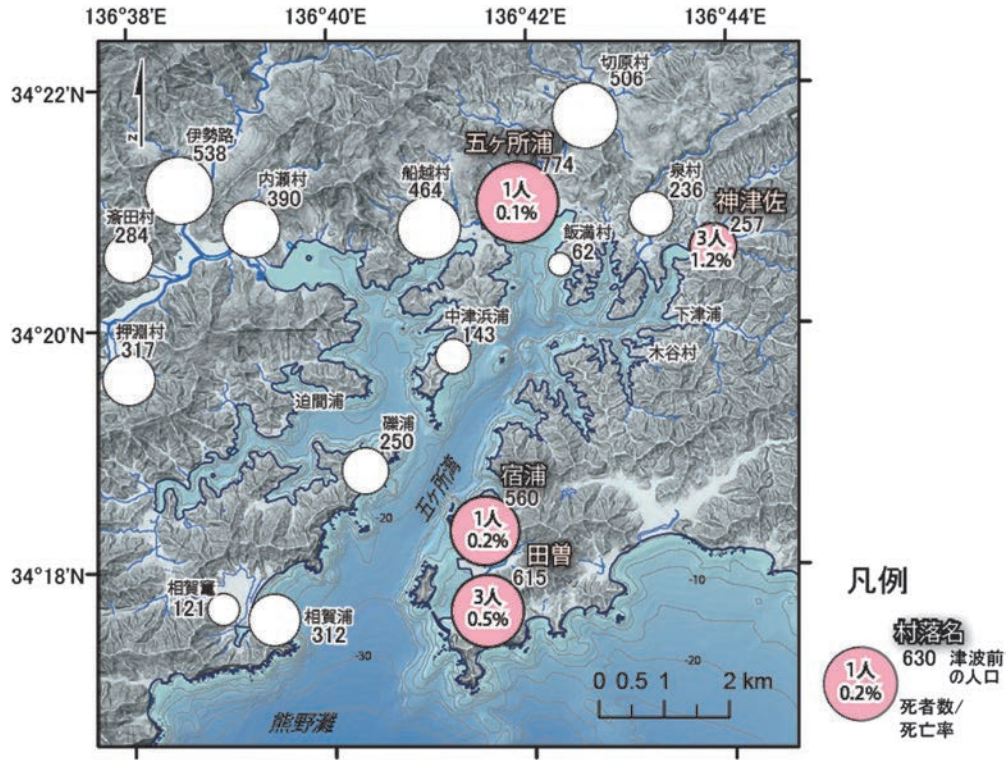 136°38'E
136°40'E
136°42'E
136°44'E
34°22'N
34°20'N
34°18'N
N
切原村
506
伊勢路
538
五ヶ所浦
774
1人
0.1%
内瀬村
390
船越村
464
泉村
236
神津佐
257
3人
1.2%
斎田村
284
飯満村
62
下津浦
中津浜浦
143
木谷村
押淵村
317
迫間浦
礫浦
250
五ヶ所湾
-20
宿浦
560
1人
0.2%
田曽
615
3人
0.5%
相賀竃
121
相賀浦
312
-10
-20
-30
0 0.5 1 2 km
熊野灘
凡例
村落名
1人
0.2%
630 津波前
の人口
死者数/
死亡率